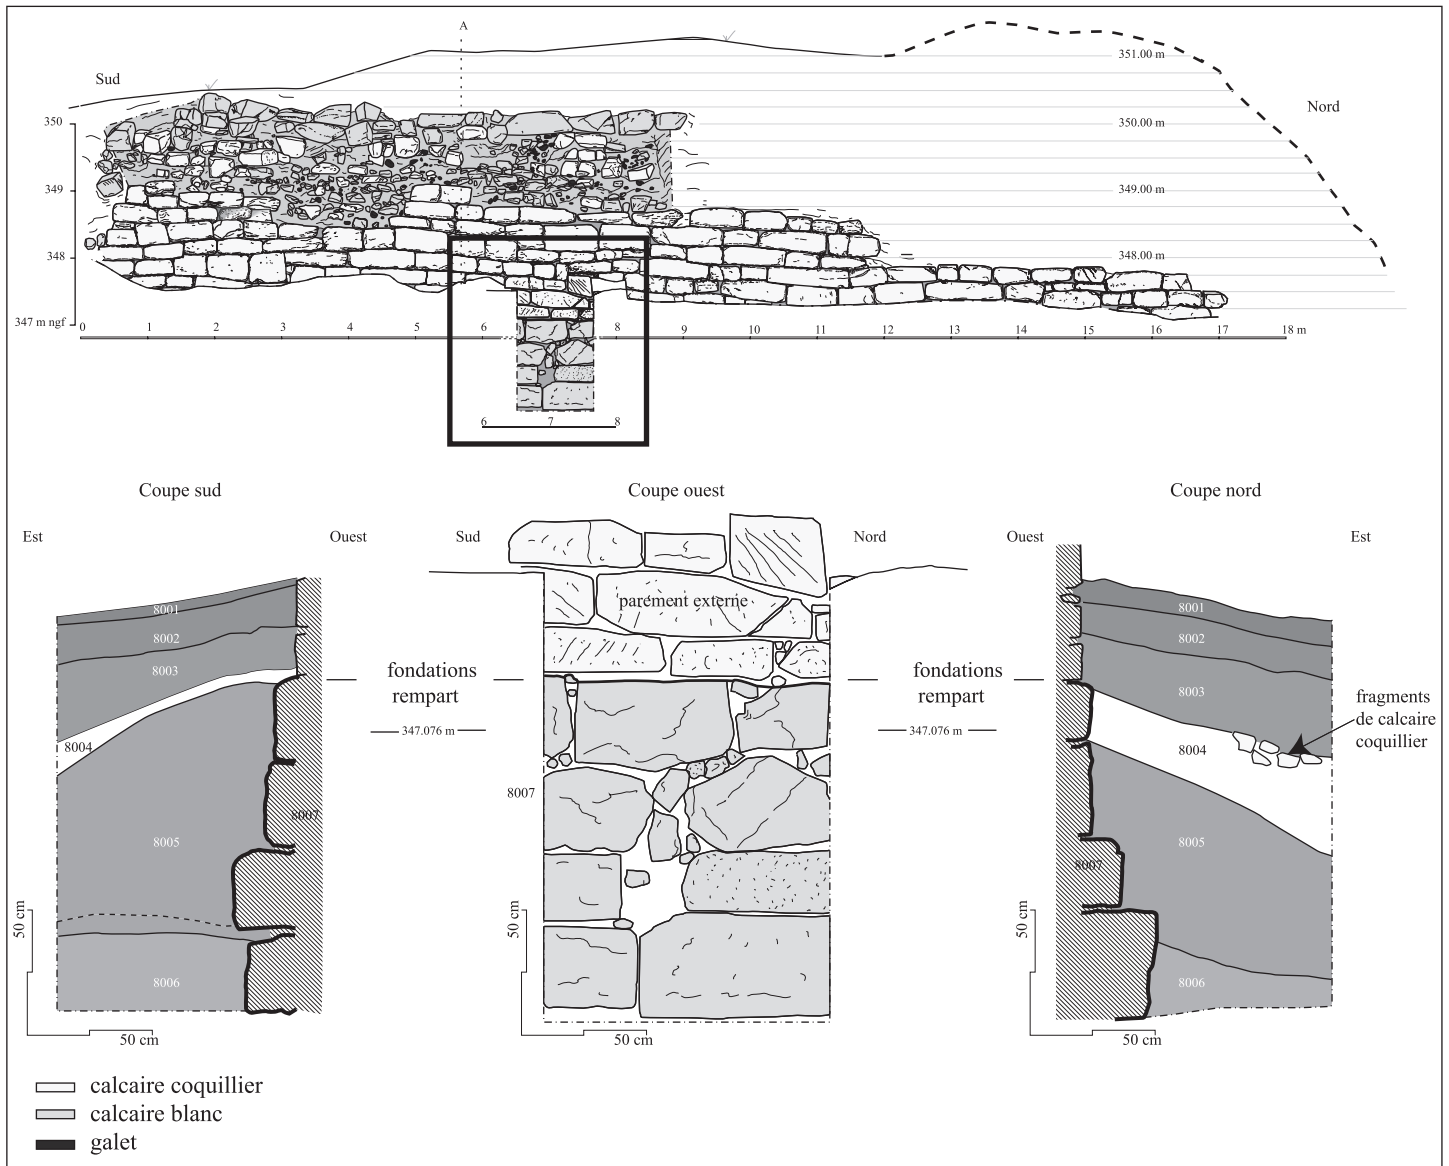 A
Sud
Nord
351.00 m
350.00 m
349.00 m
348.00 m
350
349
348
347 m ngf
0 1 2 3 4 5 6 8 9 10 11 12 13 14 15 16 17 18 m
6 7 8
Coupe sud
Coupe ouest
Coupe nord
Est
Ouest
Sud
Nord
Ouest
Est
8001
8002
8003
8004
8005
8006
8007
50 cm
50 cm
fondations
rempart
347.076 m
parement externe
8007
50 cm
50 cm
fondations
rempart
347.076 m
8001
8002
8003
8004
8005
8006
8007
fragments
de calcaire
coquillier
50 cm
50 cm
calcaire coquillier
calcaire blanc
galet